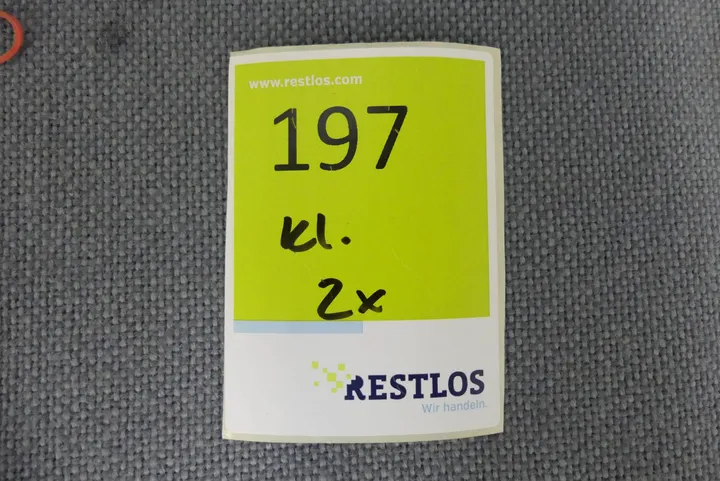 www.restlos.com
197
kl.
2x
RESTLOS
Wir handeln.